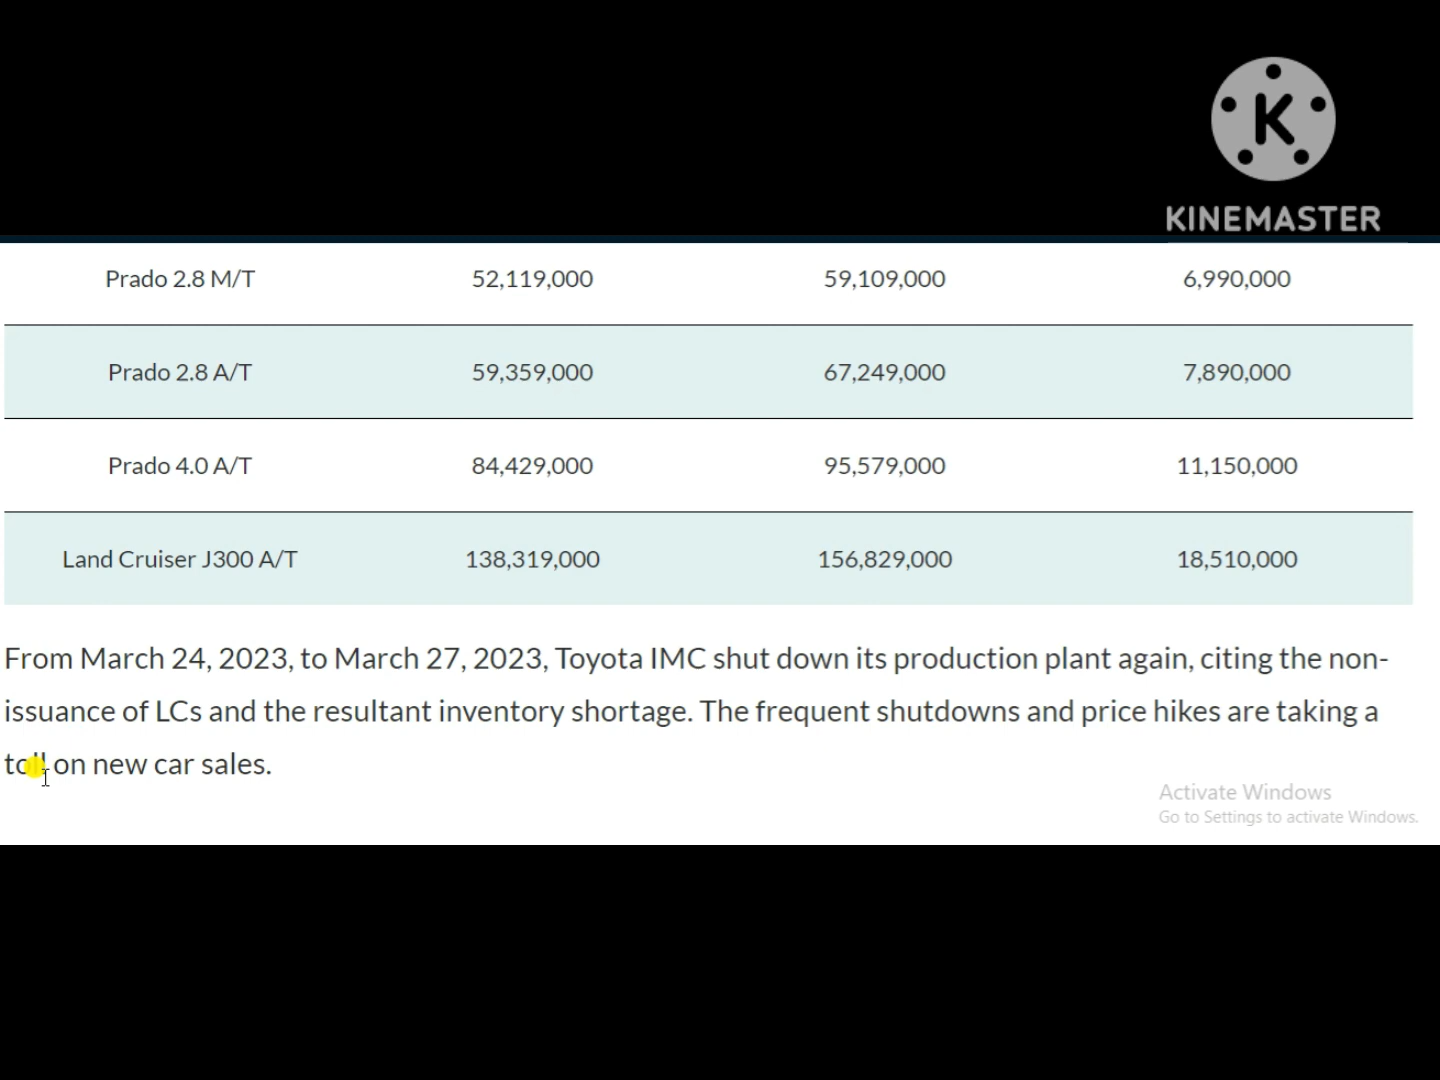 K
KINEMASTER
Prado 2.8 M/T 52,119,000 59,109,000 6,990,000
Prado 2.8 A/T 59,359,000 67,249,000 7,890,000
Prado 4.0 A/T 84,429,000 95,579,000 11,150,000
Land Cruiser J300 A/T 138,319,000 156,829,000 18,510,000
From March 24, 2023, to March 27, 2023, Toyota IMC shut down its production plant again, citing the non-
issuance of LCs and the resultant inventory shortage. The frequent shutdowns and price hikes are taking a
toll on new car sales.
Activate Windows
Go to Settings to activate Windows.